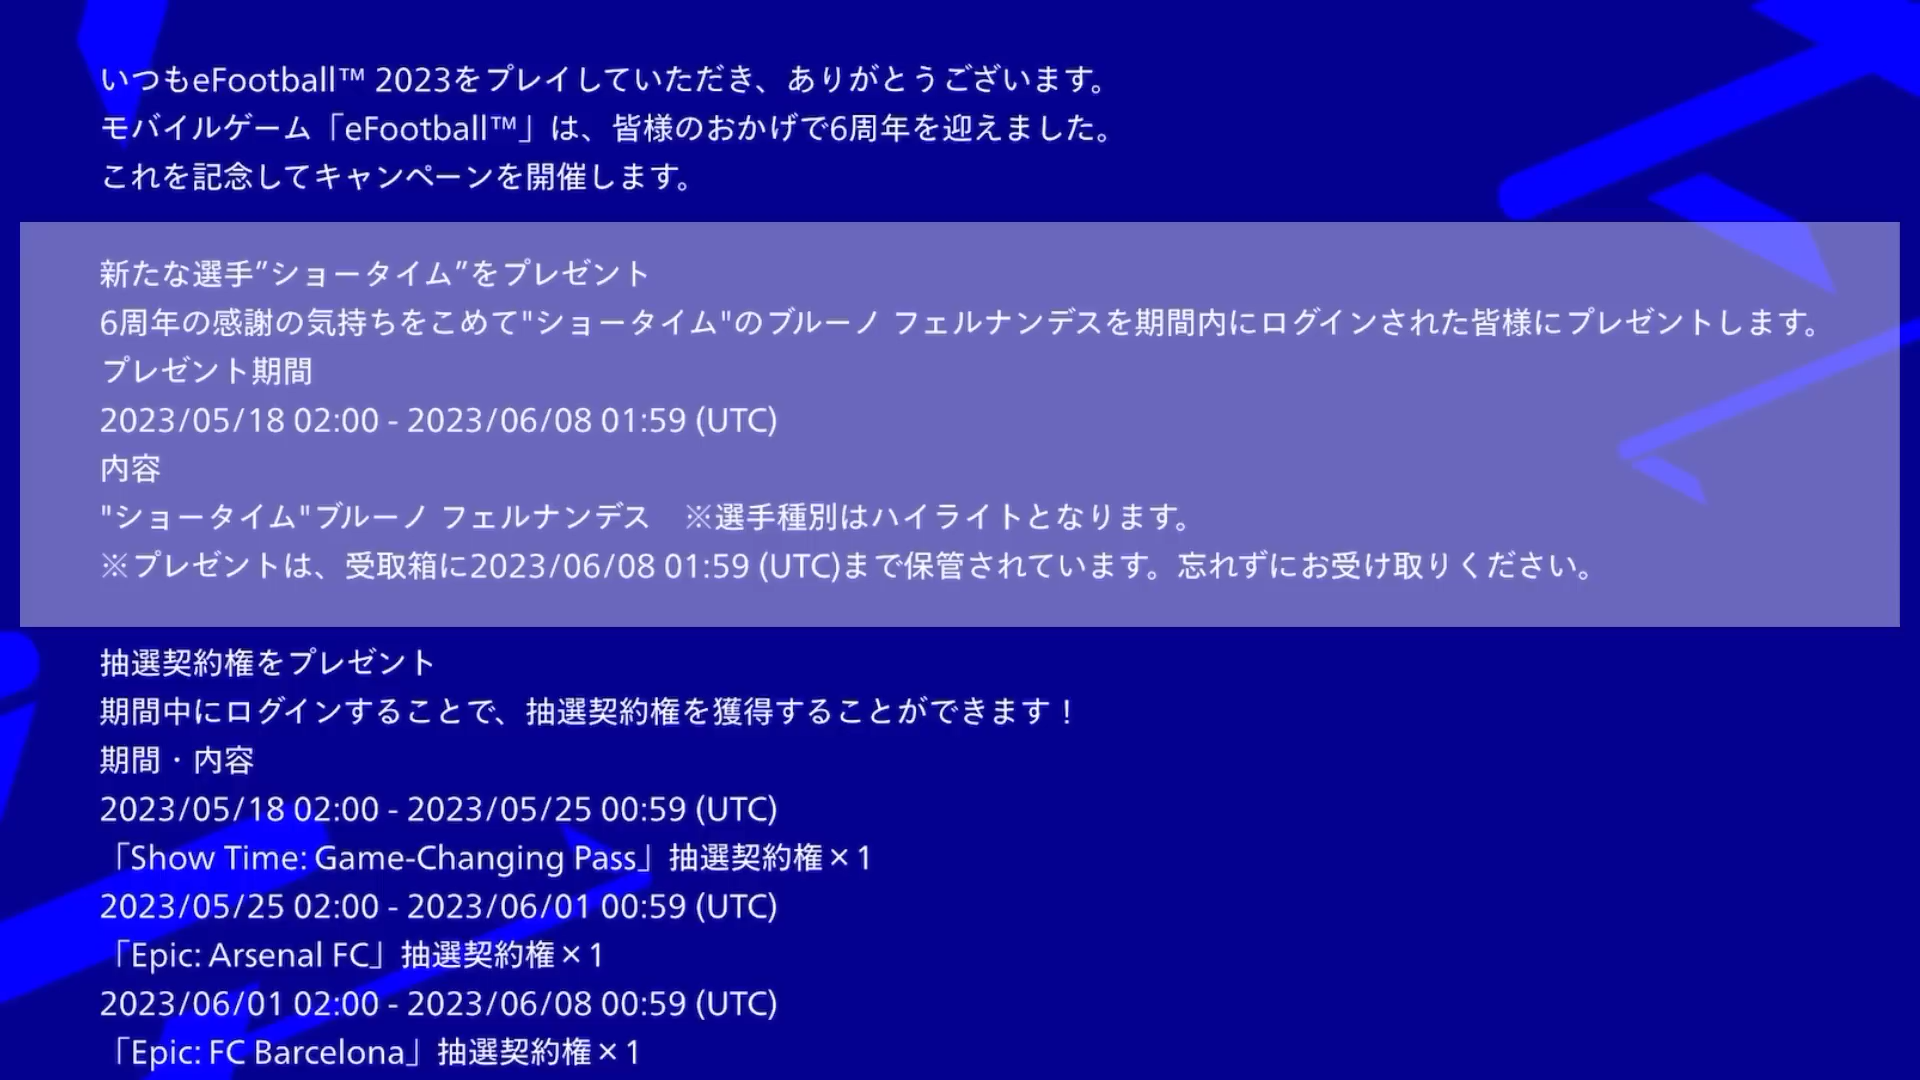 いつもeFootball™ 2023をプレイしていただき、ありがとうございます。
モバイルゲーム「eFootball™」は、皆様のおかげで6周年を迎えました。
これを記念してキャンペーンを開催します。
新たな選手”ショータイム”をプレゼント
6周年の感謝の気持ちをこめて"ショータイム"のブルーノ フェルナンデスを期間内にログインされた皆様にプレゼントします。
プレゼント期間
2023/05/18 02:00 - 2023/06/08 01:59 (UTC)
内容
"ショータイム"ブルーノ フェルナンデス　※選手種別はハイライトとなります。
※プレゼントは、受取箱に2023/06/08 01:59 (UTC)まで保管されています。忘れずにお受け取りください。
抽選契約権をプレゼント
期間中にログインすることで、抽選契約権を獲得することができます！
期間・内容
2023/05/18 02:00 - 2023/05/25 00:59 (UTC)
「Show Time: Game-Changing Pass」抽選契約権×1
2023/05/25 02:00 - 2023/06/01 00:59 (UTC)
「Epic: Arsenal FC」抽選契約権×1
2023/06/01 02:00 - 2023/06/08 00:59 (UTC)
「Epic: FC Barcelona」抽選契約権×1